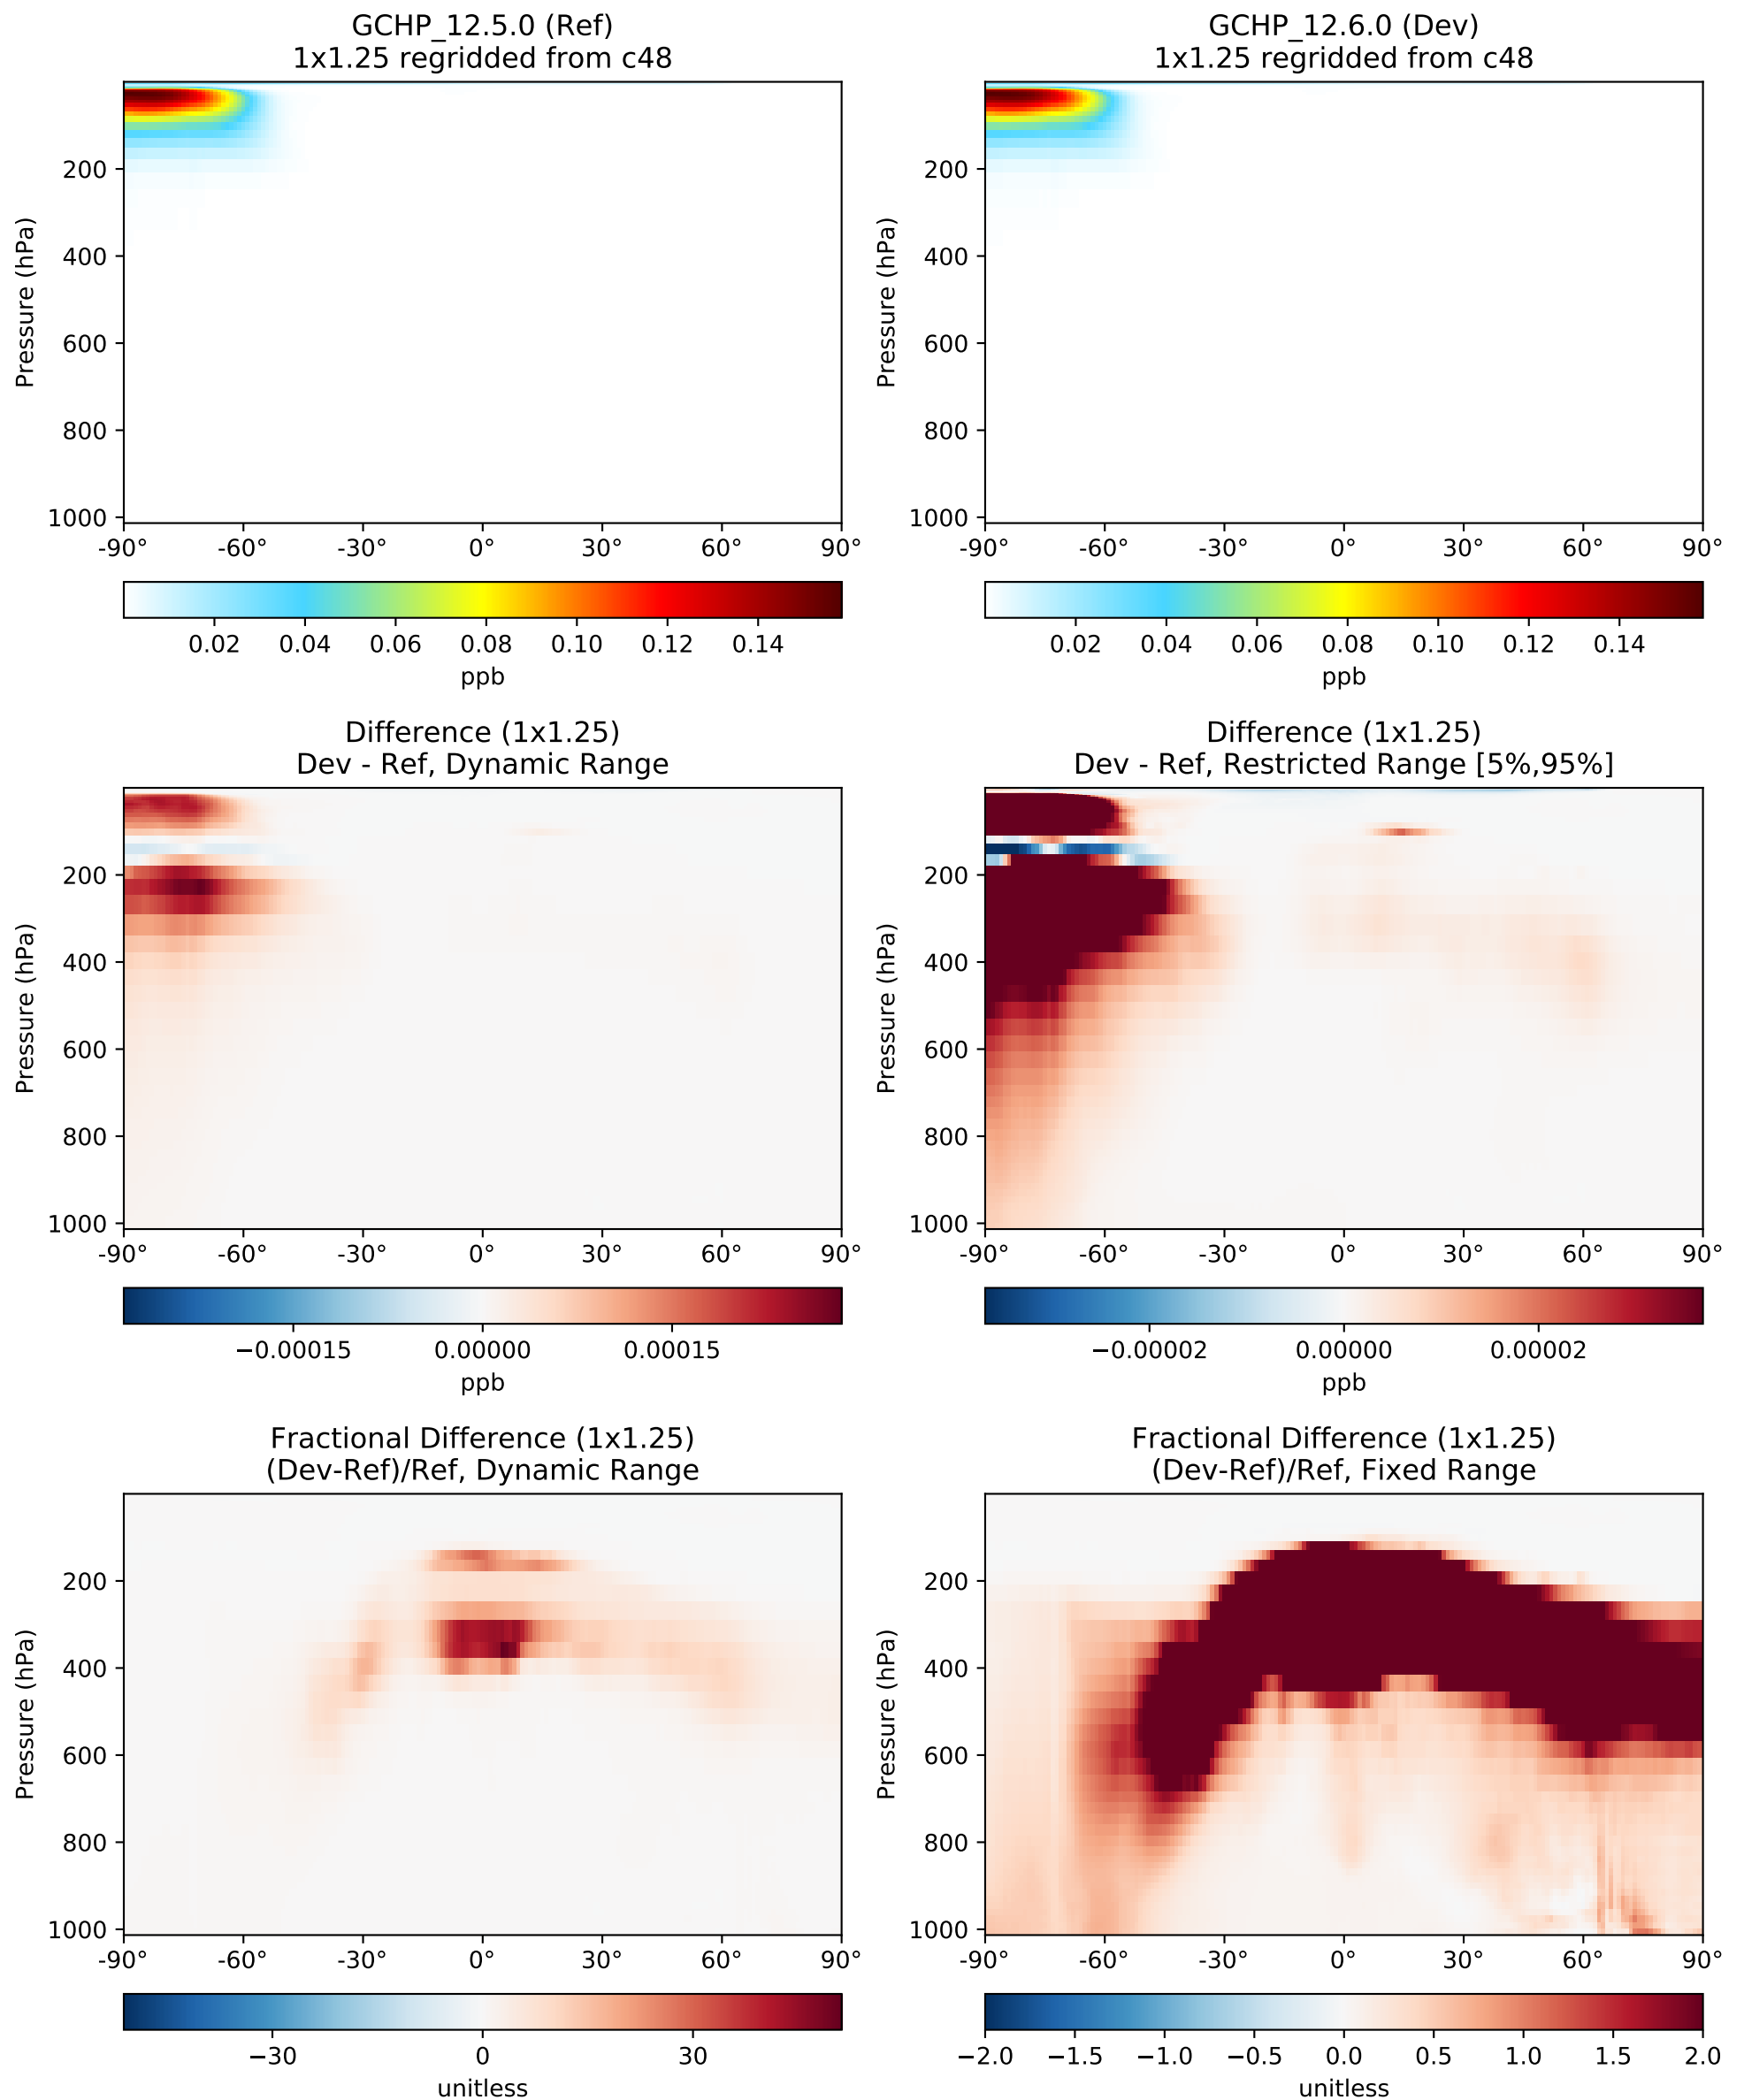 GCHP_12.5.0 (Ref)
1x1.25 regridded from c48
GCHP_12.6.0 (Dev)
1x1.25 regridded from c48
Pressure (hPa)
200
400
600
800
1000
-90° -60° -30° 0° 30° 60° 90°
0.02 0.04 0.06 0.08 0.10 0.12 0.14
ppb
Pressure (hPa)
200
400
600
800
1000
-90° -60° -30° 0° 30° 60° 90°
0.02 0.04 0.06 0.08 0.10 0.12 0.14
ppb
Difference (1x1.25)
Dev - Ref, Dynamic Range
Difference (1x1.25)
Dev - Ref, Restricted Range [5%,95%]
Pressure (hPa)
200
400
600
800
1000
-90° -60° -30° 0° 30° 60° 90°
−0.00015 0.00000 0.00015
ppb
Pressure (hPa)
200
400
600
800
1000
-90° -60° -30° 0° 30° 60° 90°
−0.00002 0.00000 0.00002
ppb
Fractional Difference (1x1.25)
(Dev-Ref)/Ref, Dynamic Range
Fractional Difference (1x1.25)
(Dev-Ref)/Ref, Fixed Range
Pressure (hPa)
200
400
600
800
1000
-90° -60° -30° 0° 30° 60° 90°
−30 0 30
unitless
Pressure (hPa)
200
400
600
800
1000
-90° -60° -30° 0° 30° 60° 90°
−2.0 −1.5 −1.0 −0.5 0.0 0.5 1.0 1.5 2.0
unitless